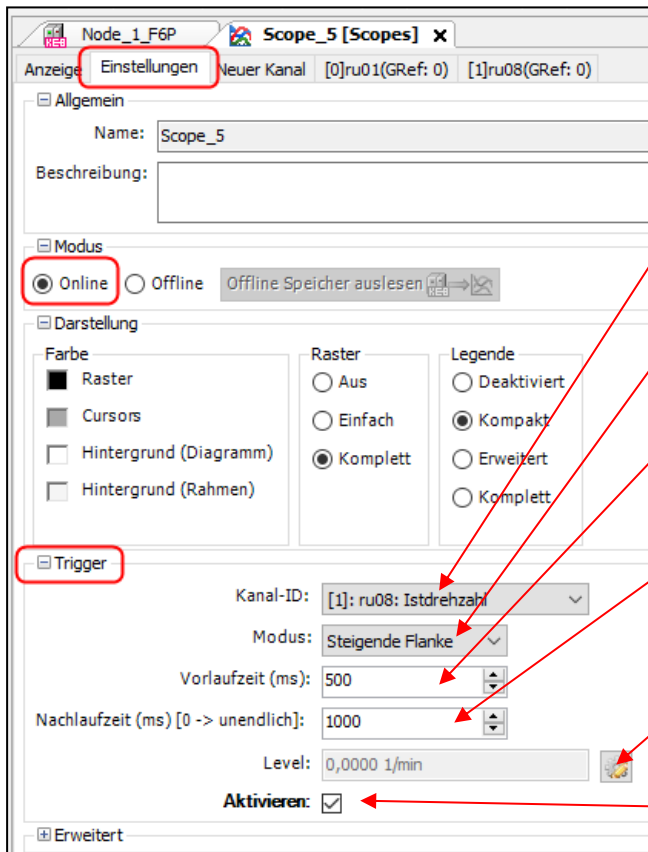 Node_1_F6P Scope_5 [Scopes] x
Anzeige Einstellungen Neuer Kanal [0]ru01(GRef: 0) [1]ru08(GRef: 0)
Allgemein
Name: Scope_5
Beschreibung:
Modus
Online Offline Offline Speicher auslesen
Darstellung
Farbe Raster Legende
Raster Aus Deaktiviert
Cursors Einfach Kompakt
Hintergrund (Diagramm) Komplett Erweitert
Hintergrund (Rahmen) Komplett
Trigger
Kanal-ID: [1]: ru08: Istdrehzahl
Modus: Steigende Flanke
Vorlaufzeit (ms): 500
Nachlaufzeit (ms) [0 -> unendlich]: 1000
Level: 0,0000 1/min
Aktivieren:
Erweitert